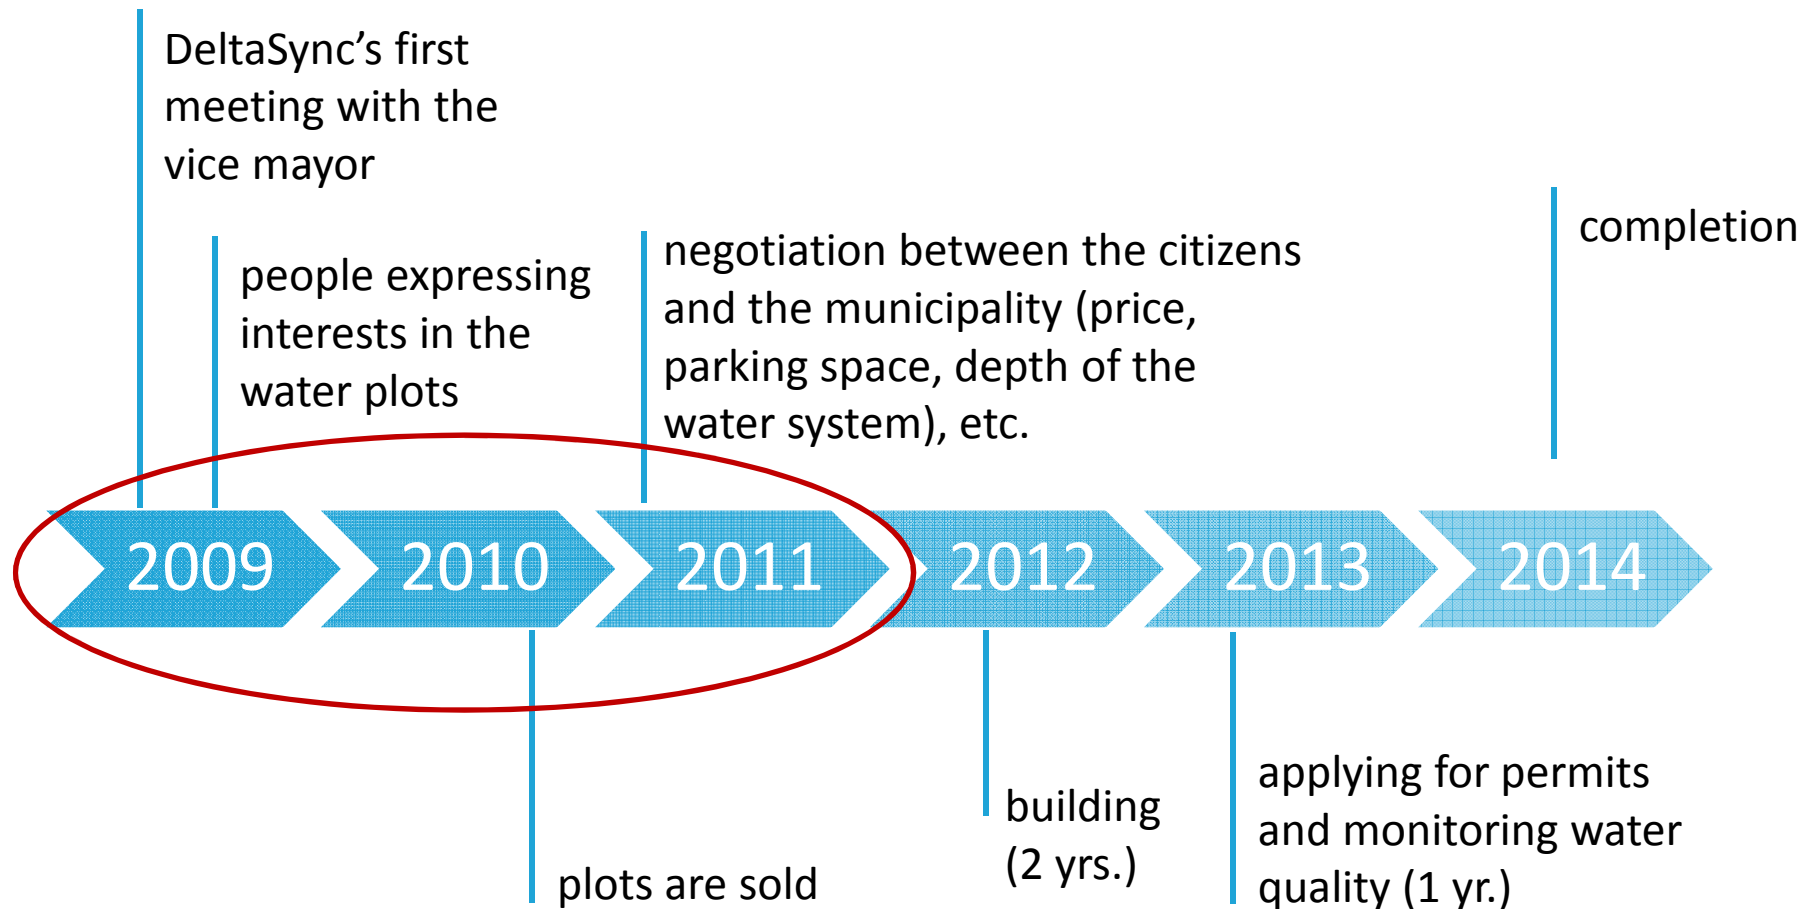 DeltaSync’s first
meeting with the
vice mayor
people expressing
interests in the
water plots
negotiation between the citizens
and the municipality (price,
parking space, depth of the
water system), etc.
completion
2009
2010
2011
2012
2013
2014
plots are sold
building
(2 yrs.)
applying for permits
and monitoring water
quality (1 yr.)